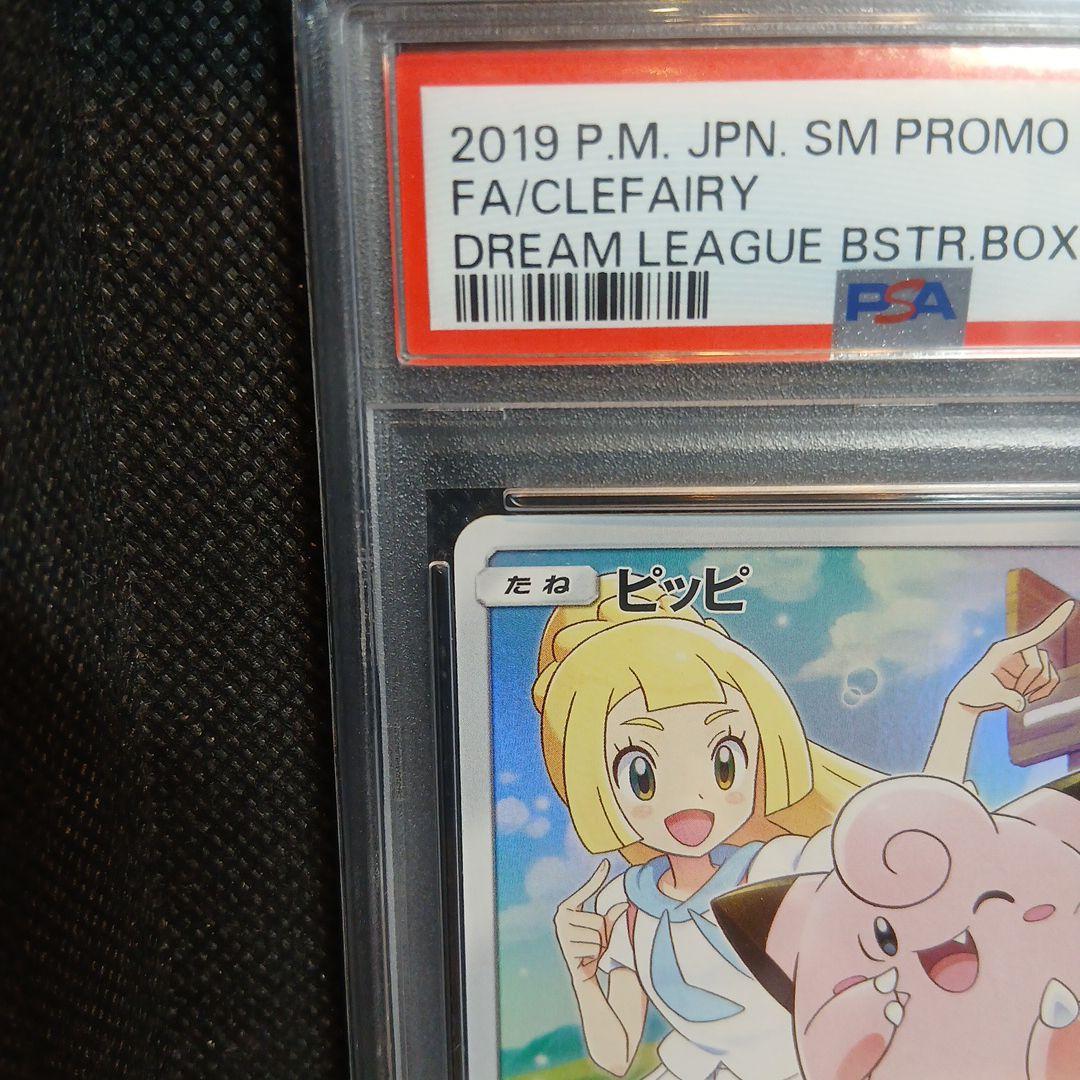 2019 P.M. JPN. SM PROMO
FA/CLEFAIRY
DREAM LEAGUE BSTR.BOX
PSA
たね ピッピ